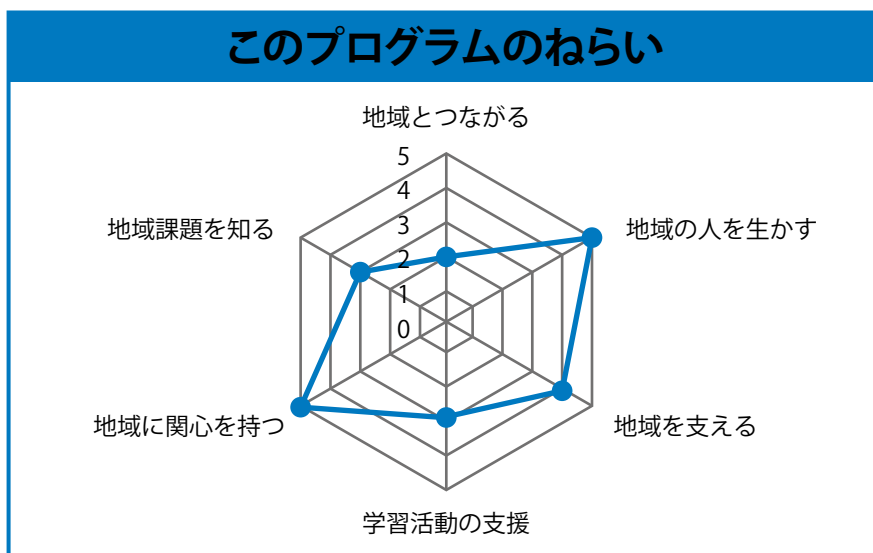 このプログラムのねらい
地域とつながる
5
4
3
2
1
0
地域課題を知る
地域の人を生かす
地域に関心を持つ
地域を支える
学習活動の支援